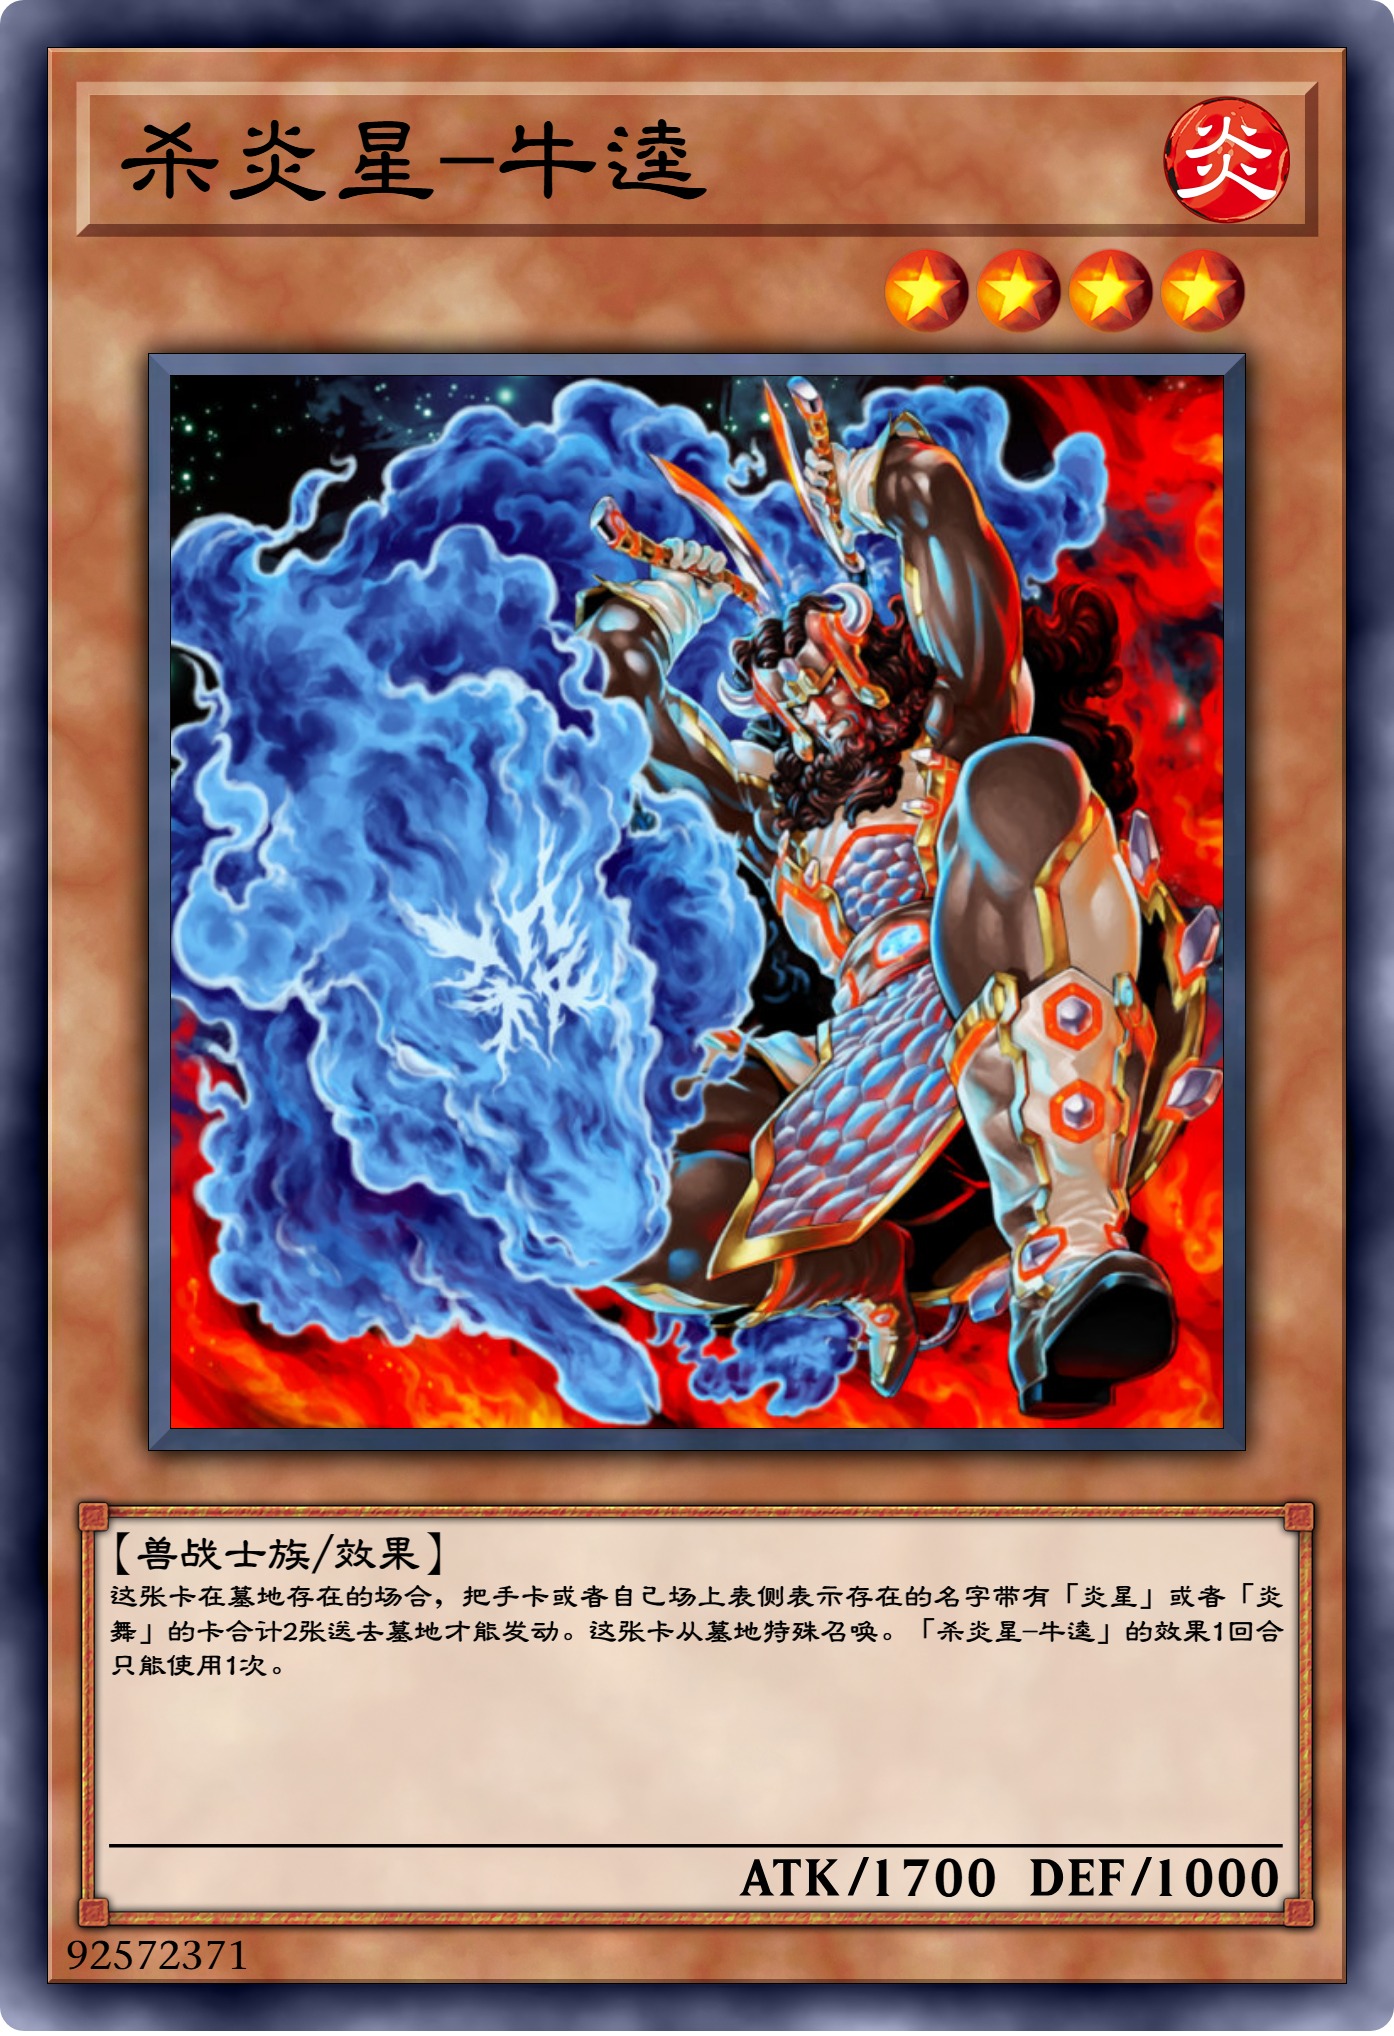 杀炎星-牛逵
炎
【兽战士族/效果】
这张卡在墓地存在的场合，把手卡或者自己场上表侧表示存在的名字带有「炎星」或者「炎
舞」的卡合计2张送去墓地才能发动。这张卡从墓地特殊召唤。「杀炎星-牛逵」的效果1回合
只能使用1次。
ATK/1700 DEF/1000
92572371